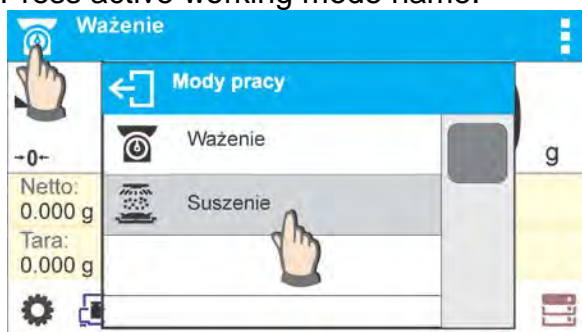 Press active working mode name.
Ważenie
Mody pracy
Ważenie
Suszenie
→0← g
Netto:
0.000 g
Tara:
0.000 g